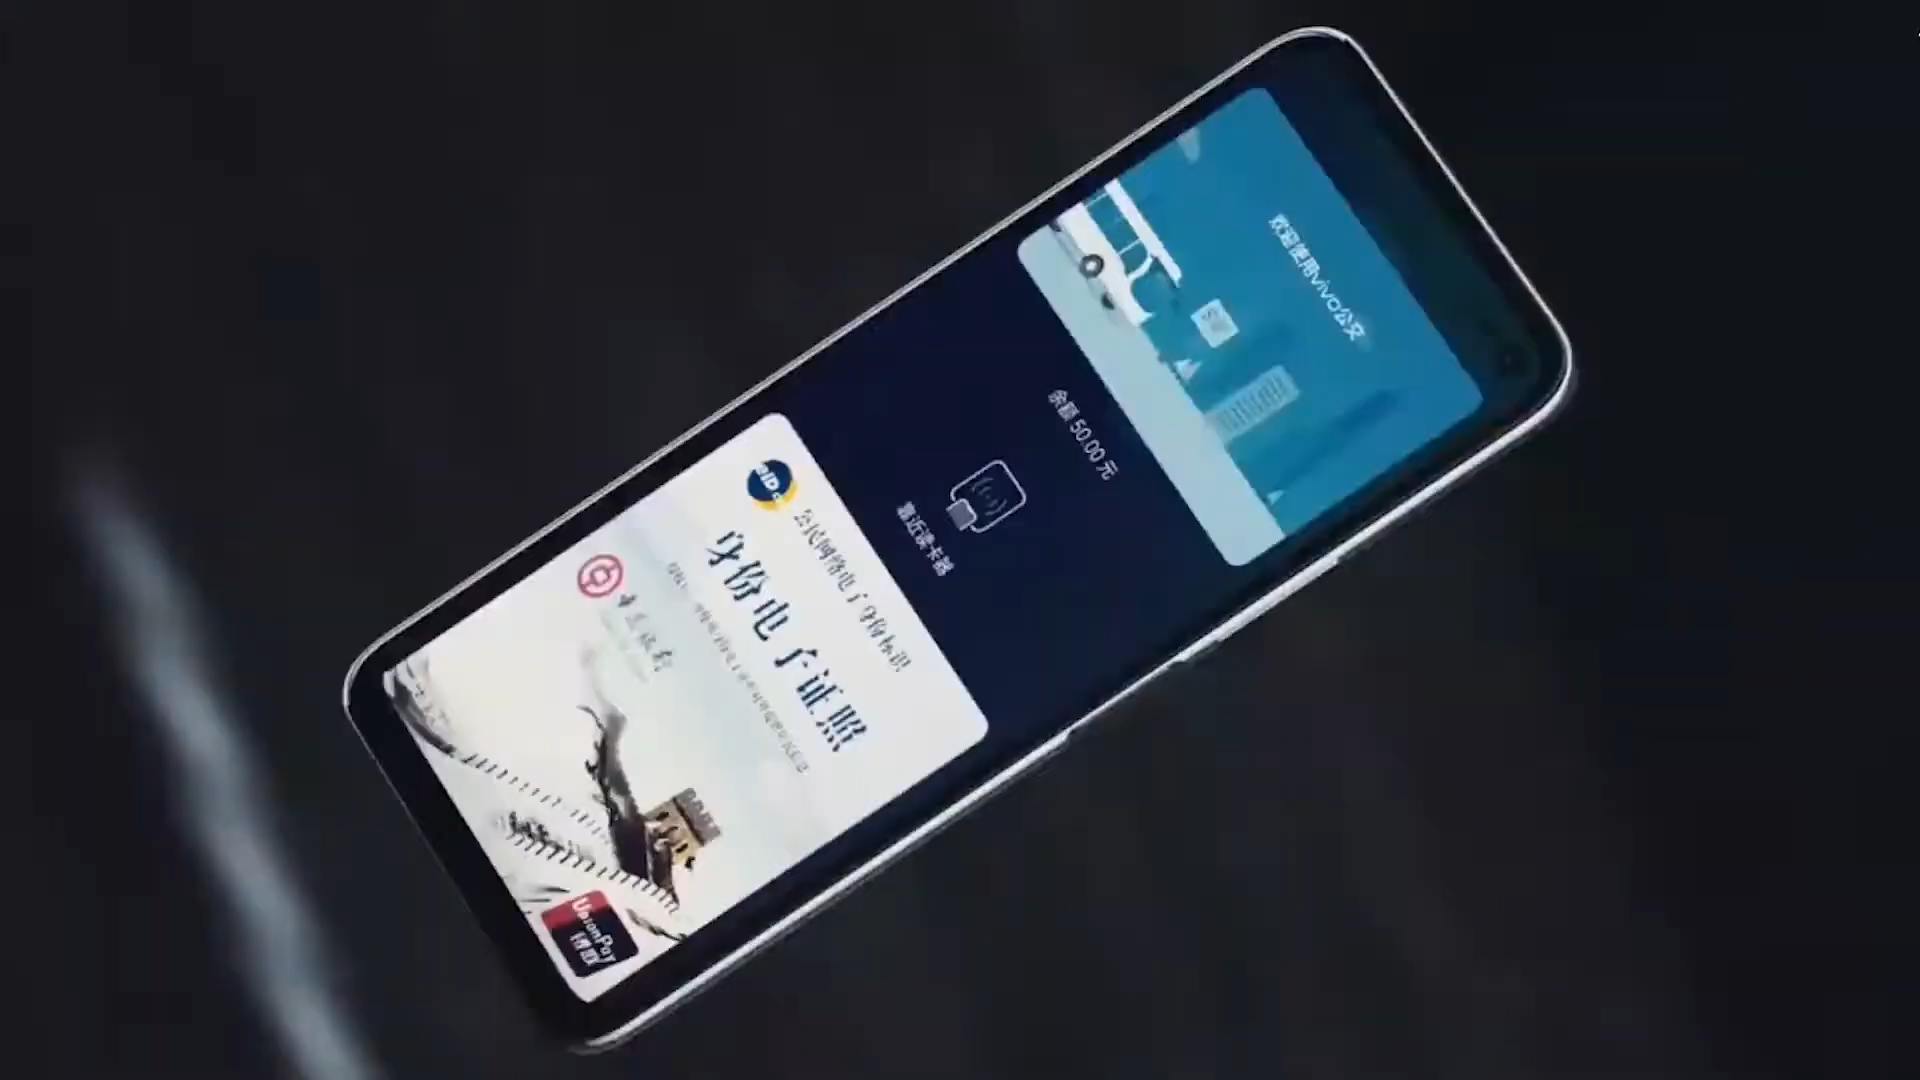 欢迎使用vivo公交
余额 50.00 元
靠近读卡器
eID
公民网络电子身份标识
身份电子证照
UnionPay
银联